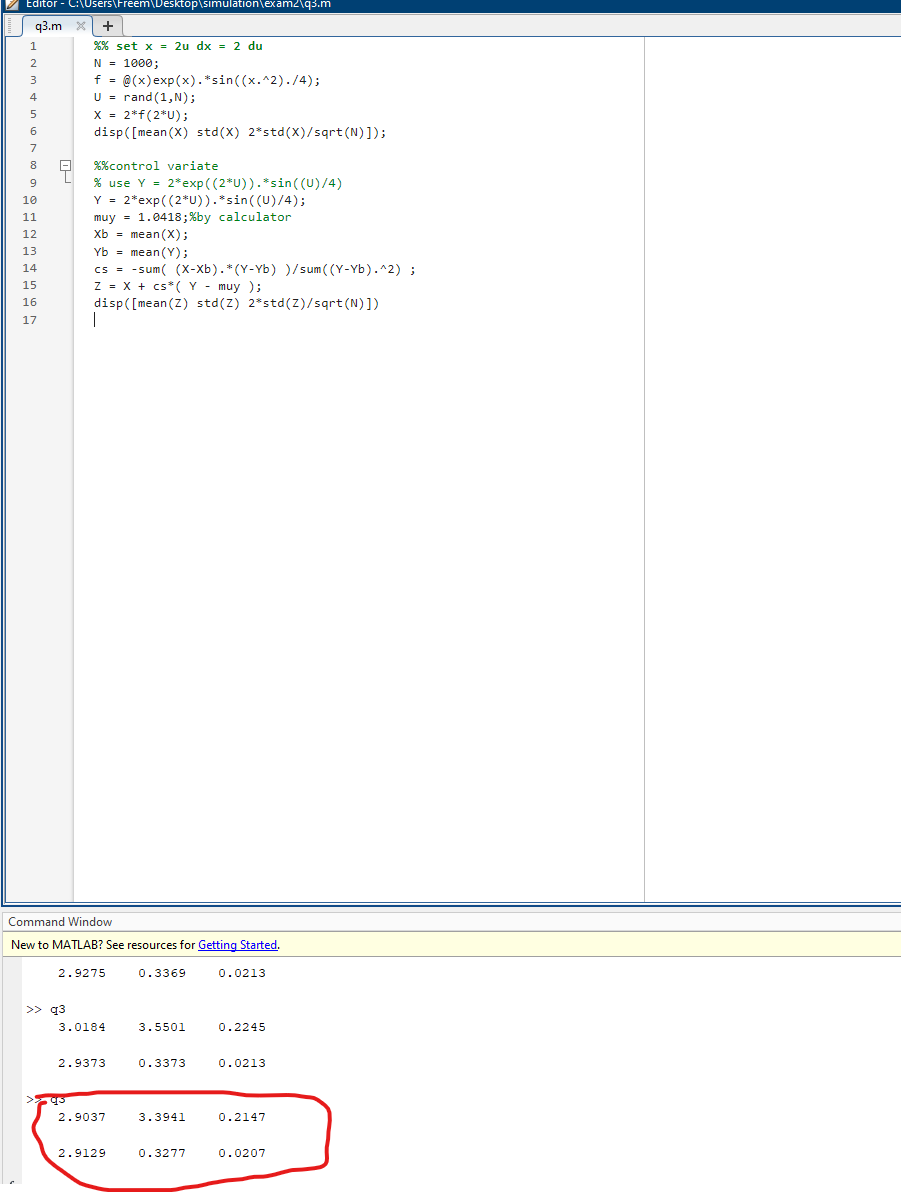 Editor - C:\Users\Freem\Desktop\simulation\exam2\q3.m
q3.m × +
1 %% set x = 2u dx = 2 du
2 N = 1000;
3 f = @(x)exp(x).*sin((x.^2)./4);
4 U = rand(1,N);
5 X = 2*f(2*U);
6 disp([mean(X) std(X) 2*std(X)/sqrt(N)]);
7
8 %%control variate
9 % use Y = 2*exp((2*U)).*sin((U)/4)
10 Y = 2*exp((2*U)).*sin((U)/4);
11 muy = 1.0418;%by calculator
12 Xb = mean(X);
13 Yb = mean(Y);
14 cs = -sum( (X-Xb).*(Y-Yb) )/sum((Y-Yb).^2) ;
15 Z = X + cs*( Y - muy );
16 disp([mean(Z) std(Z) 2*std(Z)/sqrt(N)])
17
Command Window
New to MATLAB? See resources for Getting Started.
2.9275 0.3369 0.0213
>> q3
3.0184 3.5501 0.2245
2.9373 0.3373 0.0213
>> q3
2.9037 3.3941 0.2147
2.9129 0.3277 0.0207